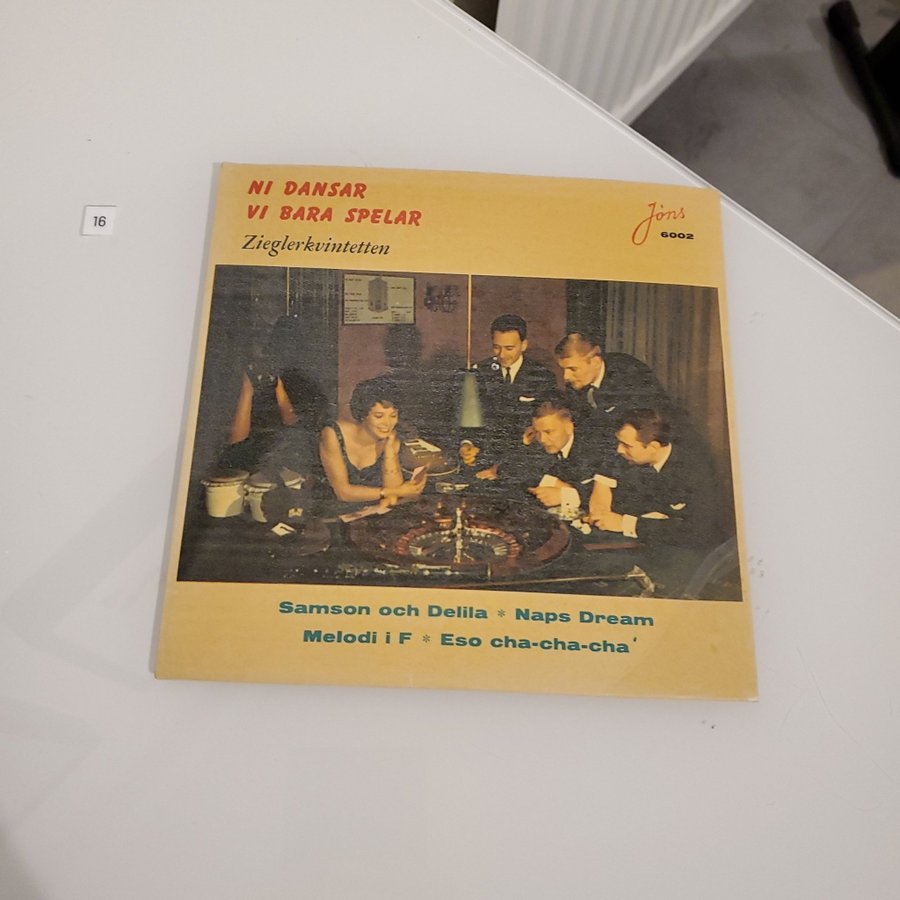 16
NI DANSAR
VI BARA SPELAR
Zieglerkvintetten
Jöns
6002
Samson och Delila * Naps Dream
Melodi i F * Eso cha-cha-cha'